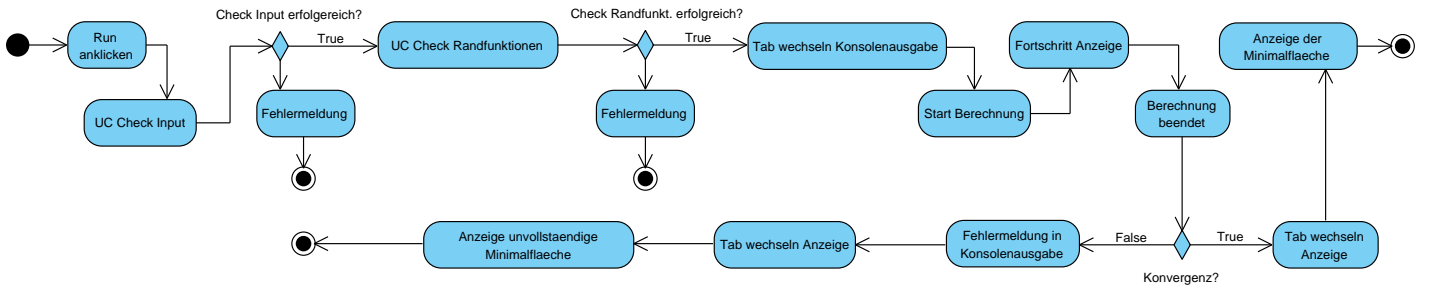 Check Input erfolgereich?
Check Randfunkt. erfolgreich?
Run
anklicken
True
UC Check Randfunktionen
True
Tab wechseln Konsolenausgabe
Fortschritt Anzeige
Anzeige der
Minimalflaeche
UC Check Input
Fehlermeldung
Fehlermeldung
Start Berechnung
Berechnung
beendet
Anzeige unvollstaendige
Minimalflaeche
Tab wechseln Anzeige
Fehlermeldung in
Konsolenausgabe
False
True
Tab wechseln
Anzeige
Konvergenz?